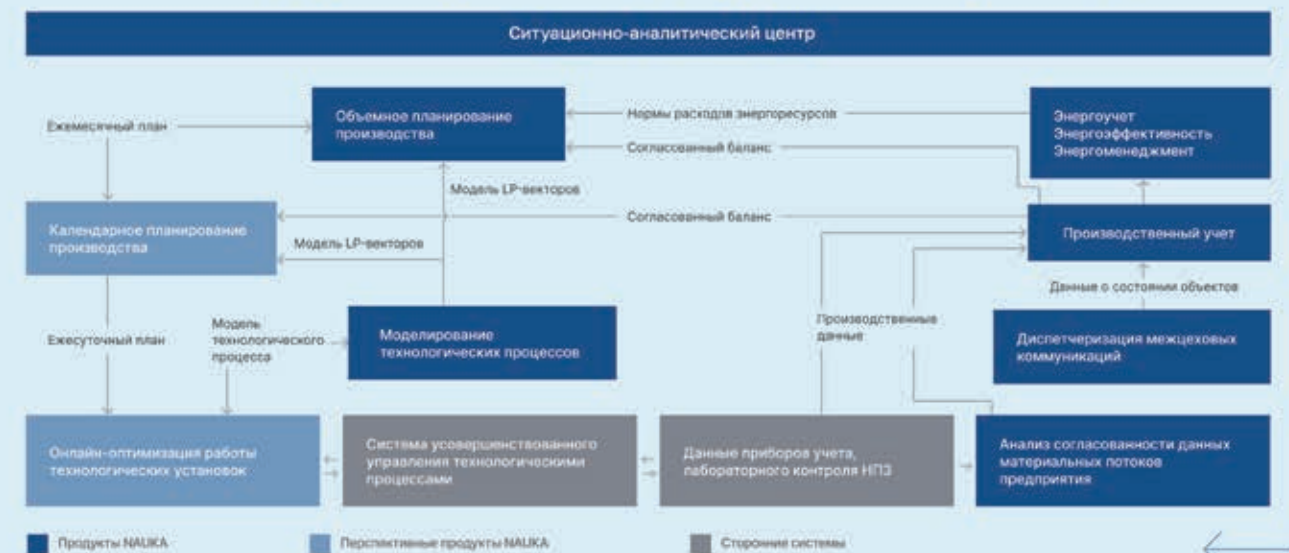 Ситуационно-аналитический центр
Объемное планирование
производства
Ежемесячный план
Нормы расходов энергоресурсов
Согласованный баланс
Энергоучет
Энергоэффективность
Энергоменеджмент
Модель LP-векторов
Календарное планирование
производства
Модель LP-векторов
Согласованный баланс
Производственный учет
Данные о состоянии объектов
Ежесуточный план
Модель
технологического
процесса
Моделирование
технологических процессов
Производственные
данные
Диспетчеризация межцеховых
коммуникаций
Онлайн-оптимизация работы
технологических установок
Система усовершенствованного
управления технологическими
процессами
Данные приборов учета,
лабораторного контроля НПЗ
Анализ согласованности данных
материальных потоков
предприятия
Продукты NAUKA
Перспективные продукты NAUKA
Сторонние системы